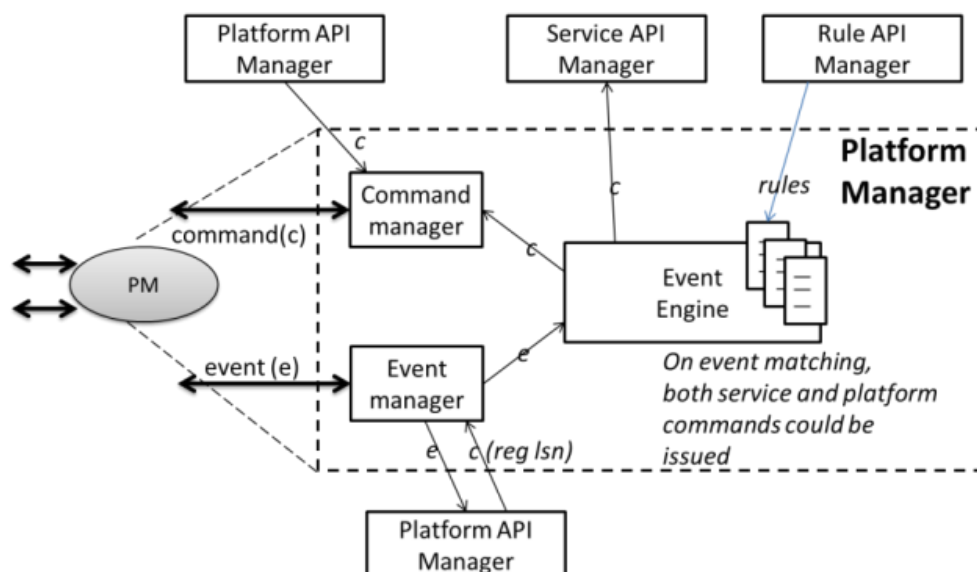 Platform API
Manager
Service API
Manager
Rule API
Manager
c
Platform
Manager
c
rules
Command
manager
command(c)
c
PM
Event
Engine
event (e)
Event
manager
e
On event matching,
both service and platform
commands could be
issued
e
c (reg lsn)
Platform API
Manager